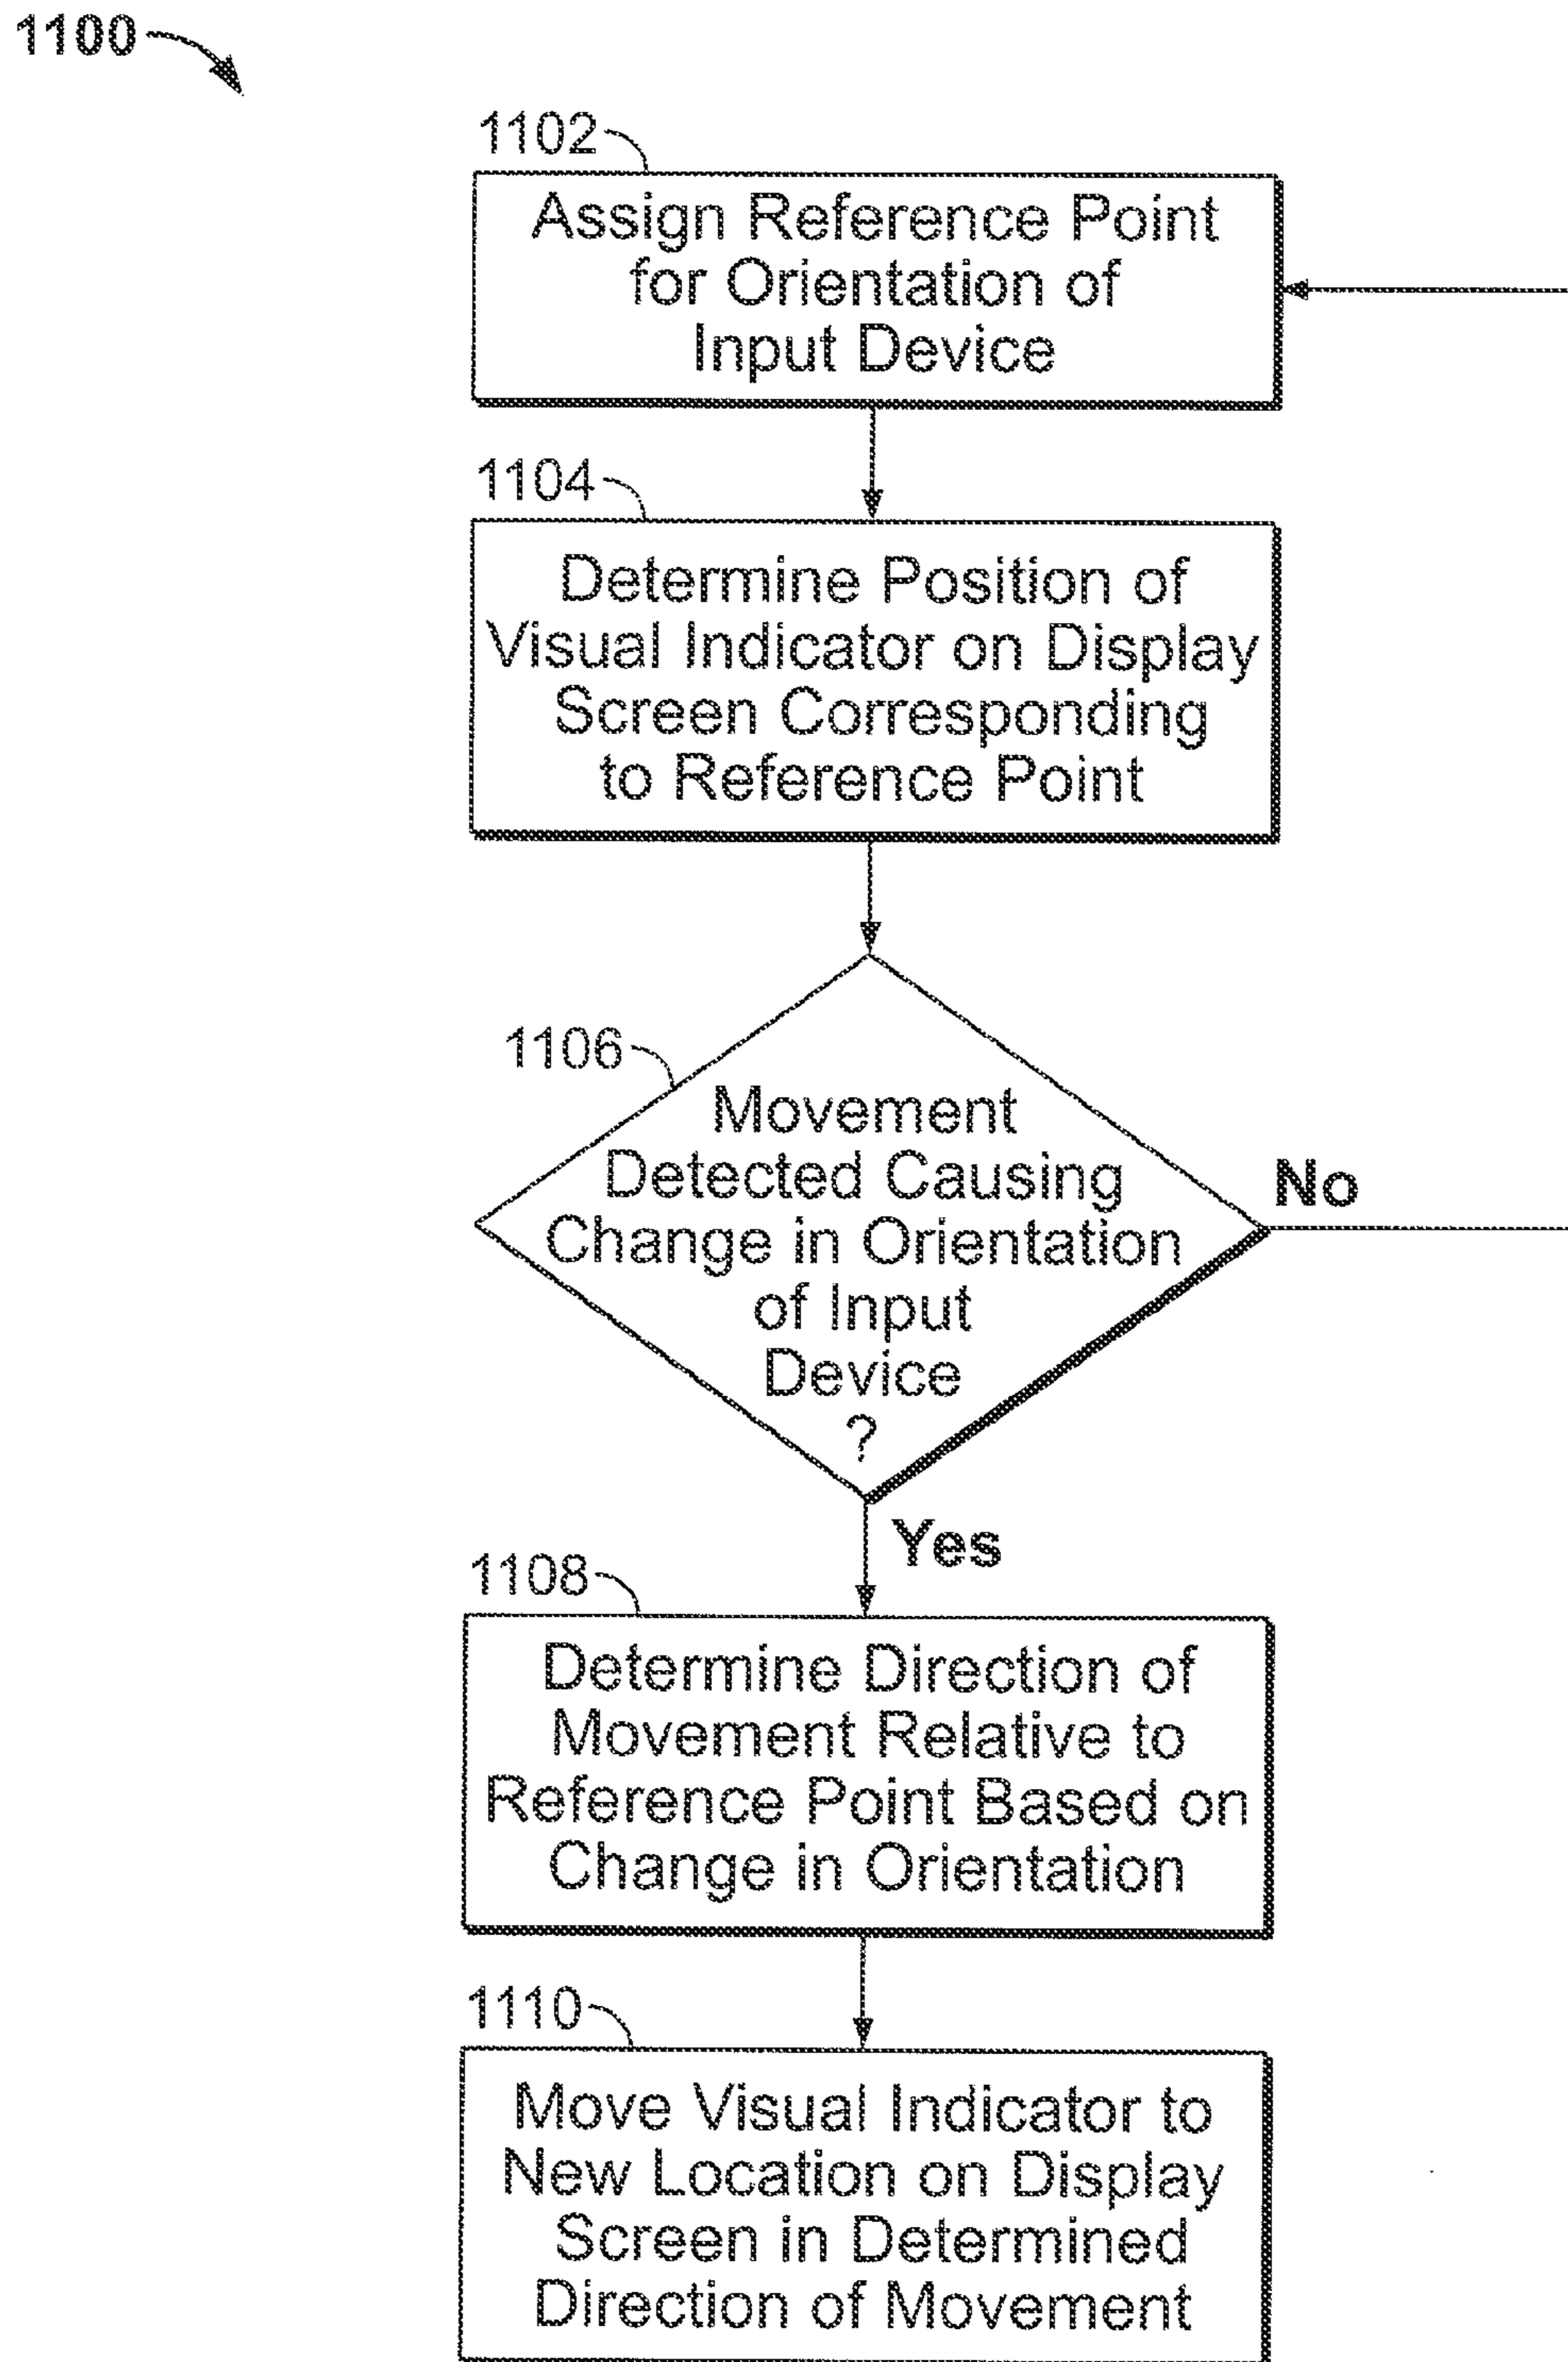 1100
1102
Assign Reference Point
for Orientation of
Input Device
1104
Determine Position of
Visual Indicator on Display
Screen Corresponding
to Reference Point
1106
Movement
Detected Causing
Change in Orientation
of Input
Device
?
No
Yes
1108
Determine Direction of
Movement Relative to
Reference Point Based on
Change in Orientation
1110
Move Visual Indicator to
New Location on Display
Screen in Determined
Direction of Movement